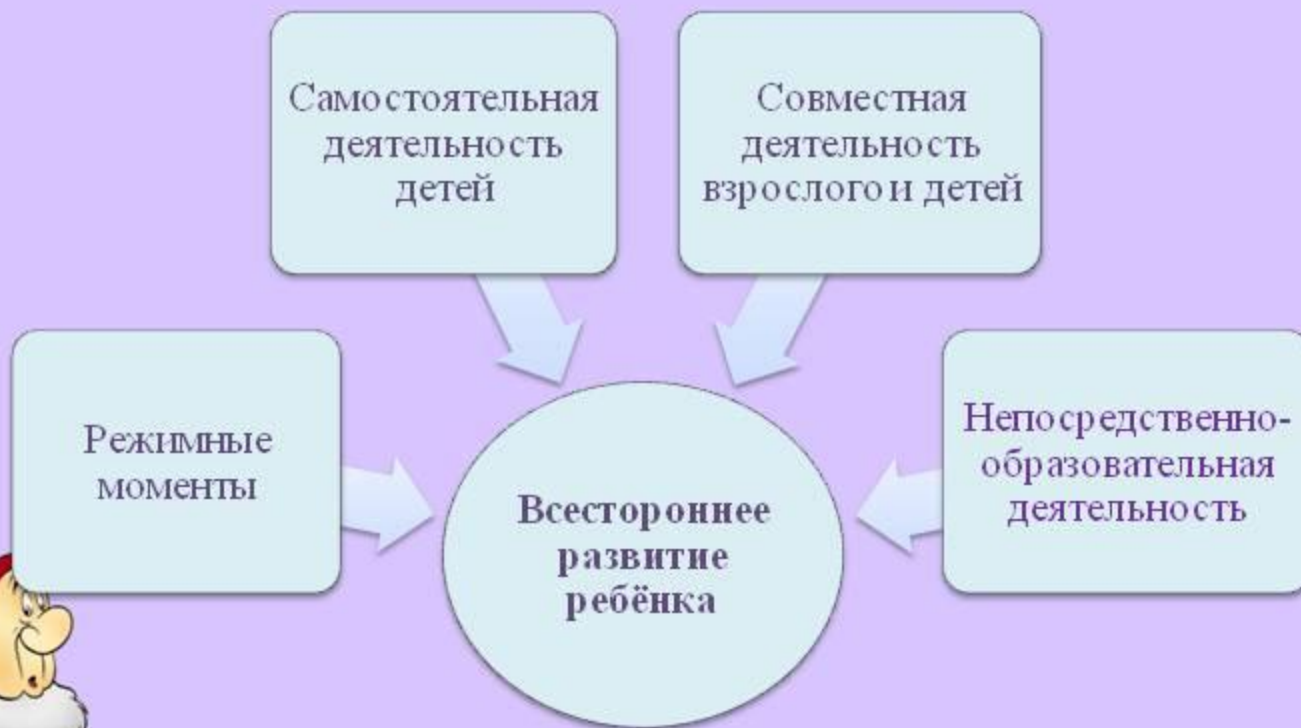 Самостоятельная
деятельность
детей
Совместная
деятельность
взрослого и детей
Режимные
моменты
Непосредственно-
образовательная
деятельность
Всестороннее
развитие
ребёнка